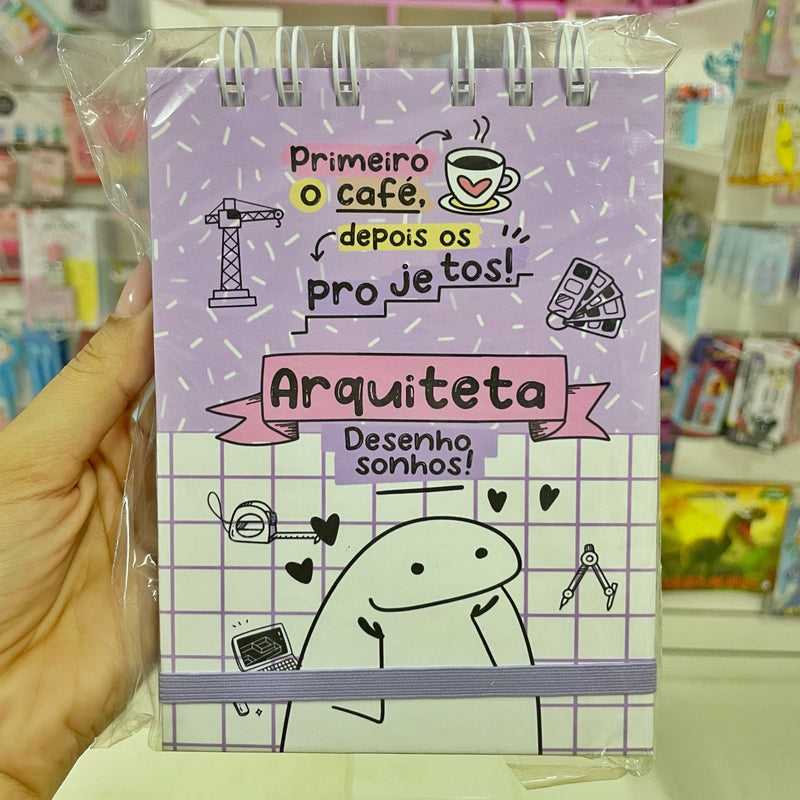 Primeiro
o café,
depois os
projetos!
Arquiteta
Desenho
sonhos!